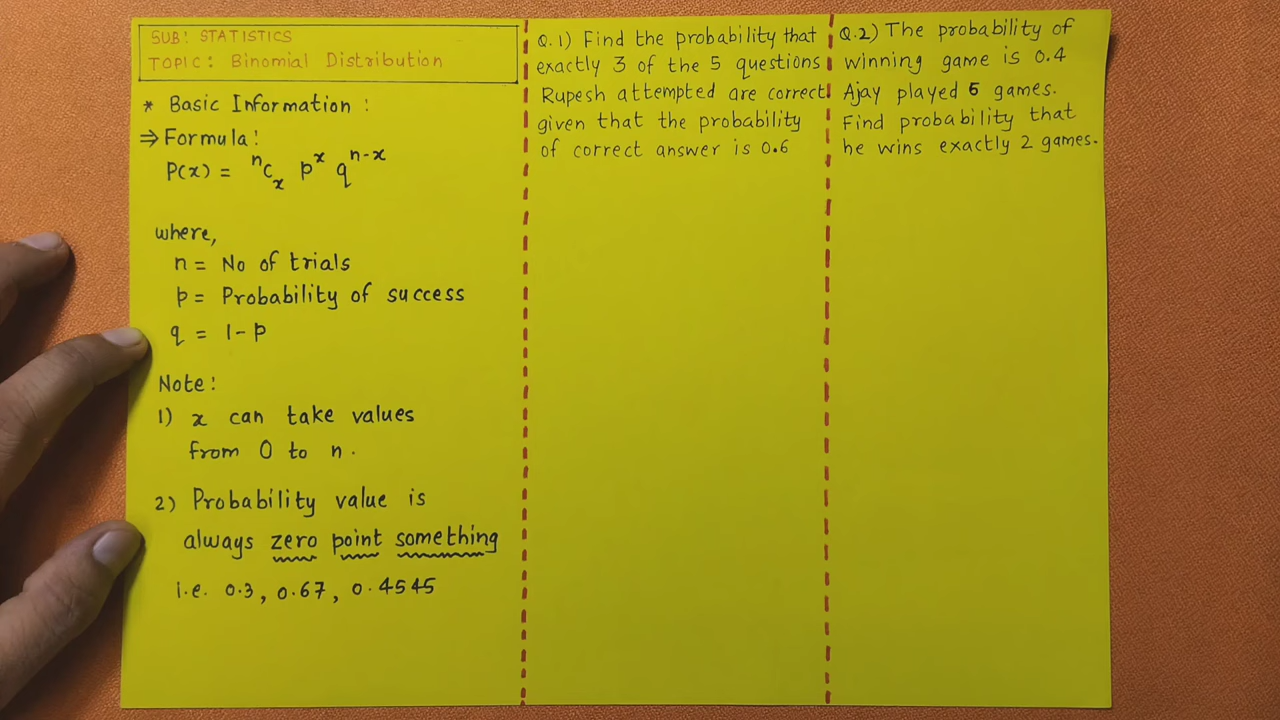 SUB: STATISTICS
TOPIC: Binomial Distribution
* Basic Information:
⇒ Formula:
P(x) = ⁿCₓ pˣ qⁿ⁻ˣ
where,
n = No of trials
p = Probability of success
q = 1-p
Note:
1) x can take values
from 0 to n.
2) Probability value is
always zero point something
i.e. 0.3, 0.67, 0.4545
Q.1) Find the probability that
exactly 3 of the 5 questions
Rupesh attempted are correct
given that the probability
of correct answer is 0.6
Q.2) The probability of
winning game is 0.4
Ajay played games.
Find probability that
he wins exactly 2 games.